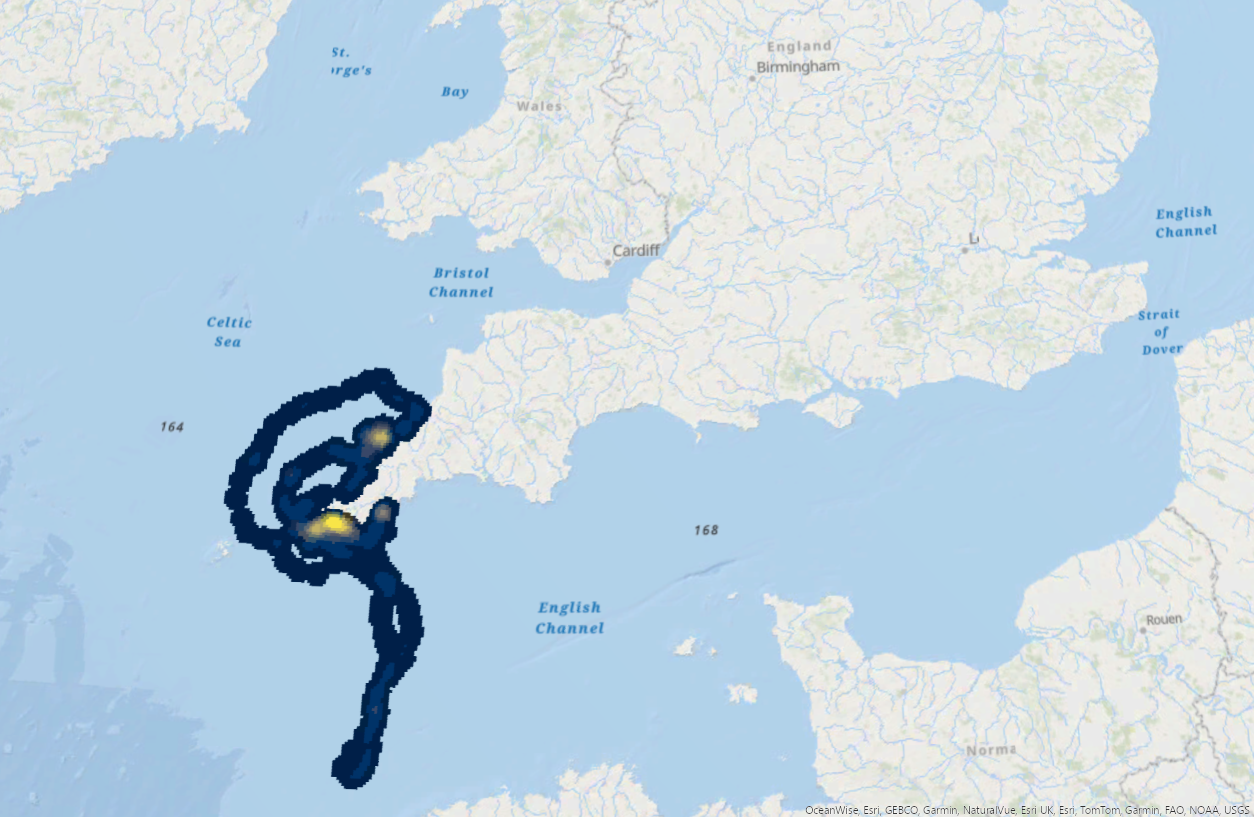 England
Birmingham
St.
rge's
Bay
Wales
English
Channel
Cardiff
Bristol
Channel
Celtic
Sea
Strait
of
Dover
164
168
English
Channel
Rouen
Norma
OceanWise, Esri, GEBCO, Garmin, NaturalVue, Esri UK, Esri, TomTom, Garmin, FAO, NOAA, USGS